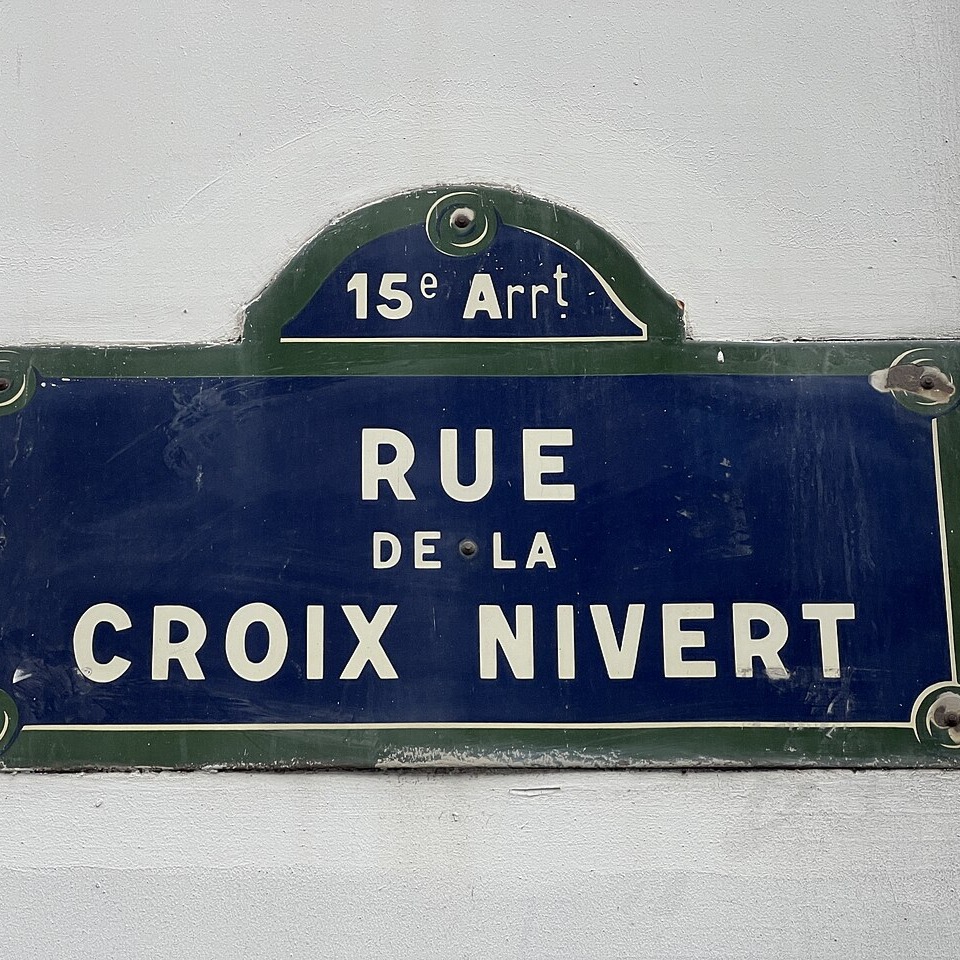 15e Arrt.
RUE
DE LA
CROIX NIVERT